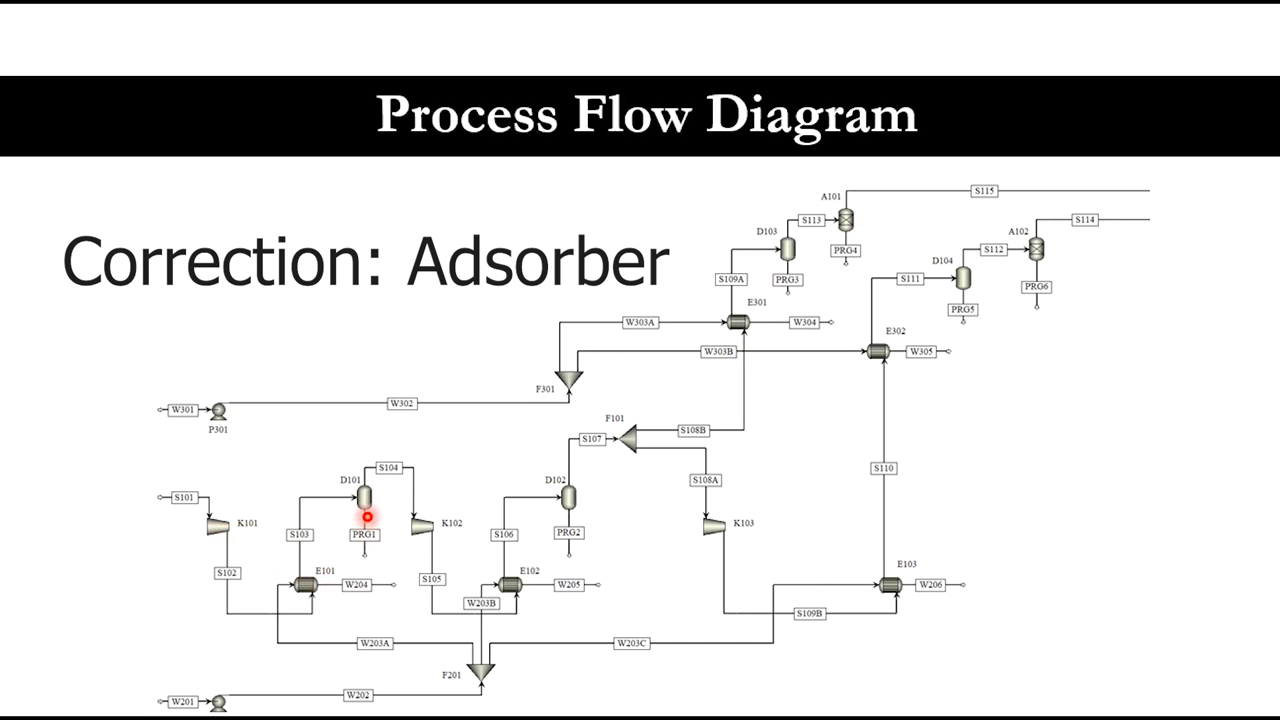 Process Flow Diagram
Correction: Adsorber
S115
A101
S113
S114
D103
A102
S112
PRG4
D104
S109A
PRG3
S111
PRG6
E301
PRG5
W303A
W304
E302
W303B
W305
F301
W302
W301
P301
F101
S108B
S107
S104
S110
D101
D102
S108A
S101
K101
K102
K103
S103
PRG1
S106
PRG2
S102
E101
S105
E102
E103
W204
W205
W206
W203B
S109B
W203A
W203C
F201
W202
W201